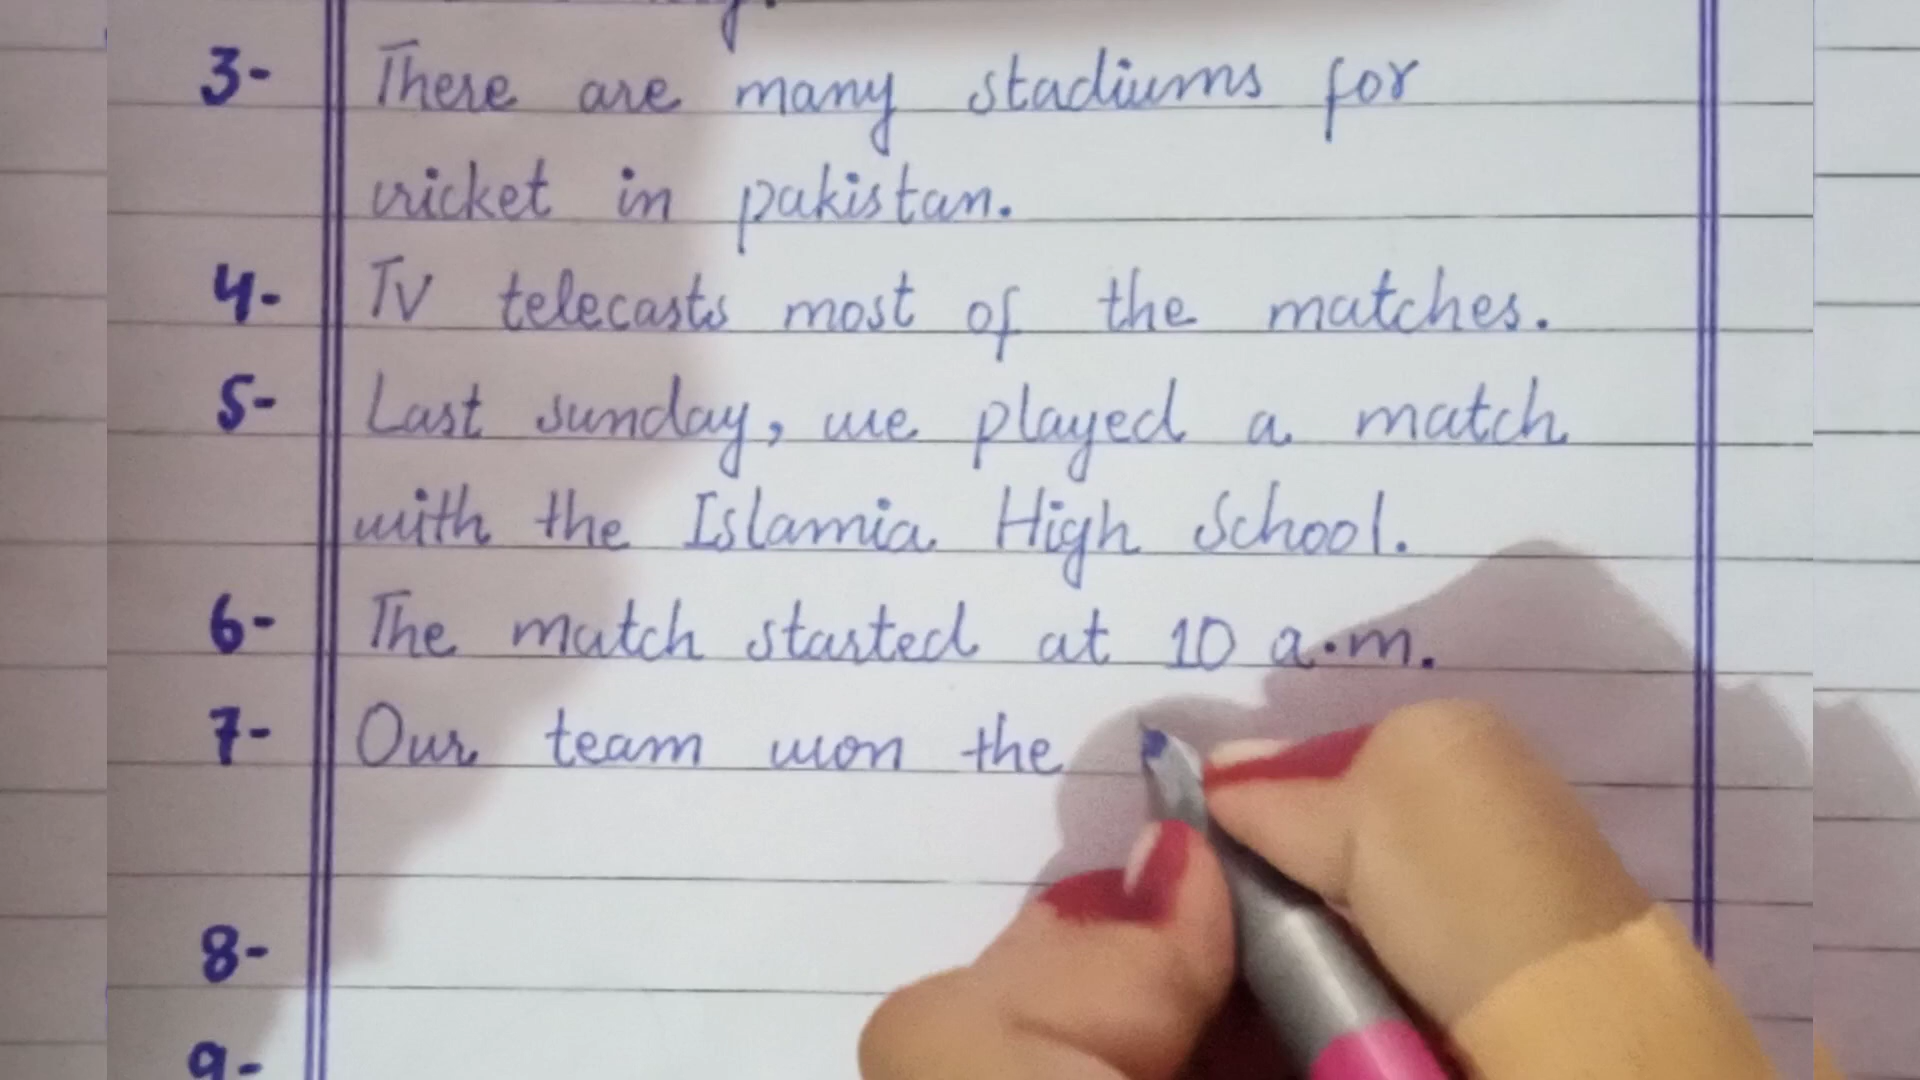 3- There are many stadiums for
cricket in pakistan.
4- TV telecasts most of the matches.
5- Last sunday, we played a match
with the Islamia High School.
6- The match started at 10 a.m.
7- Our team won the
8-
9-